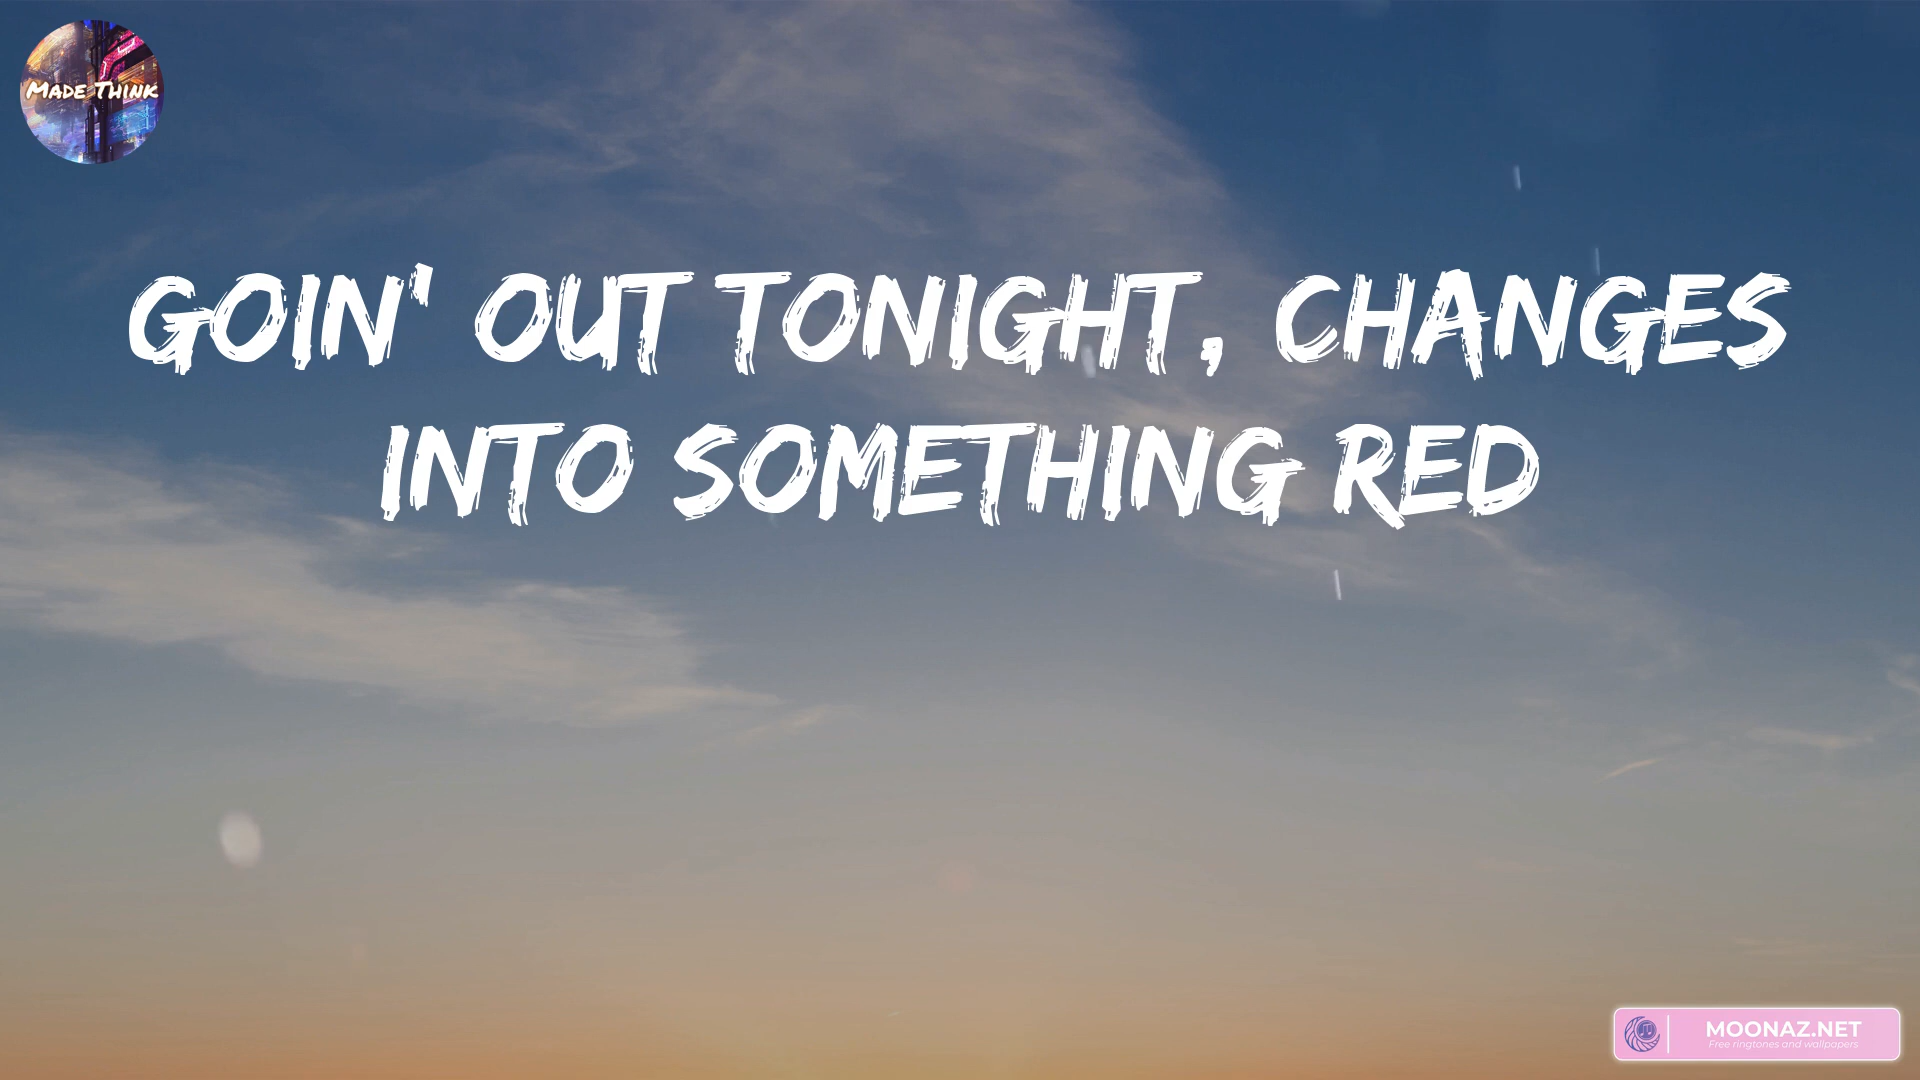 Made Think
GOIN' OUT TONIGHT, CHANGES
INTO SOMETHING RED
MOONAZ.NET
Free ringtones and wallpapers